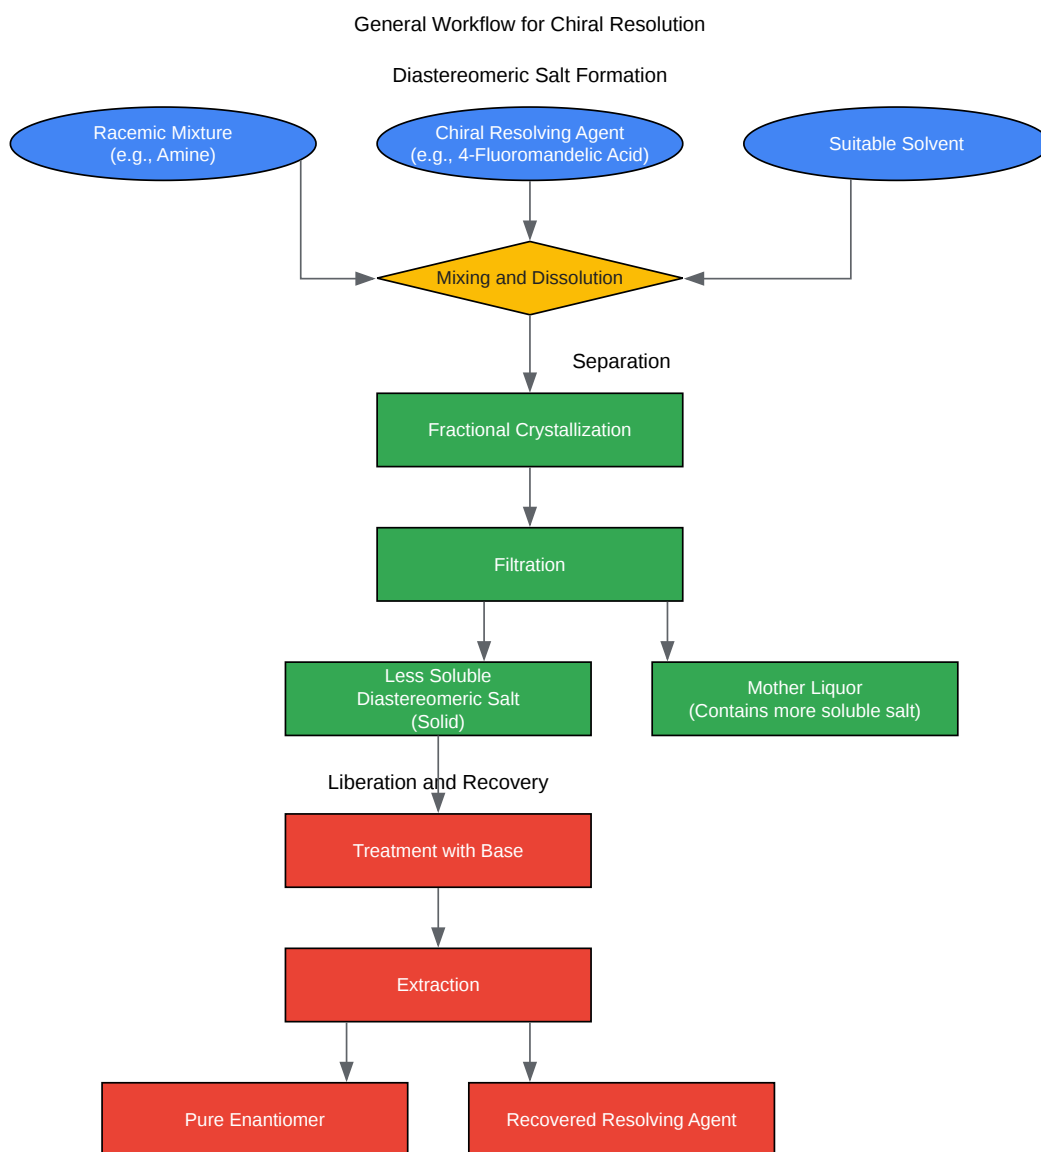 General Workflow for Chiral Resolution
Diastereomeric Salt Formation
Racemic Mixture
(e.g., Amine)
Chiral Resolving Agent
(e.g., 4-Fluoromandelic Acid)
Suitable Solvent
Mixing and Dissolution
Separation
Fractional Crystallization
Filtration
Less Soluble
Diastereomeric Salt
(Solid)
Mother Liquor
(Contains more soluble salt)
Liberation and Recovery
Treatment with Base
Extraction
Pure Enantiomer
Recovered Resolving Agent